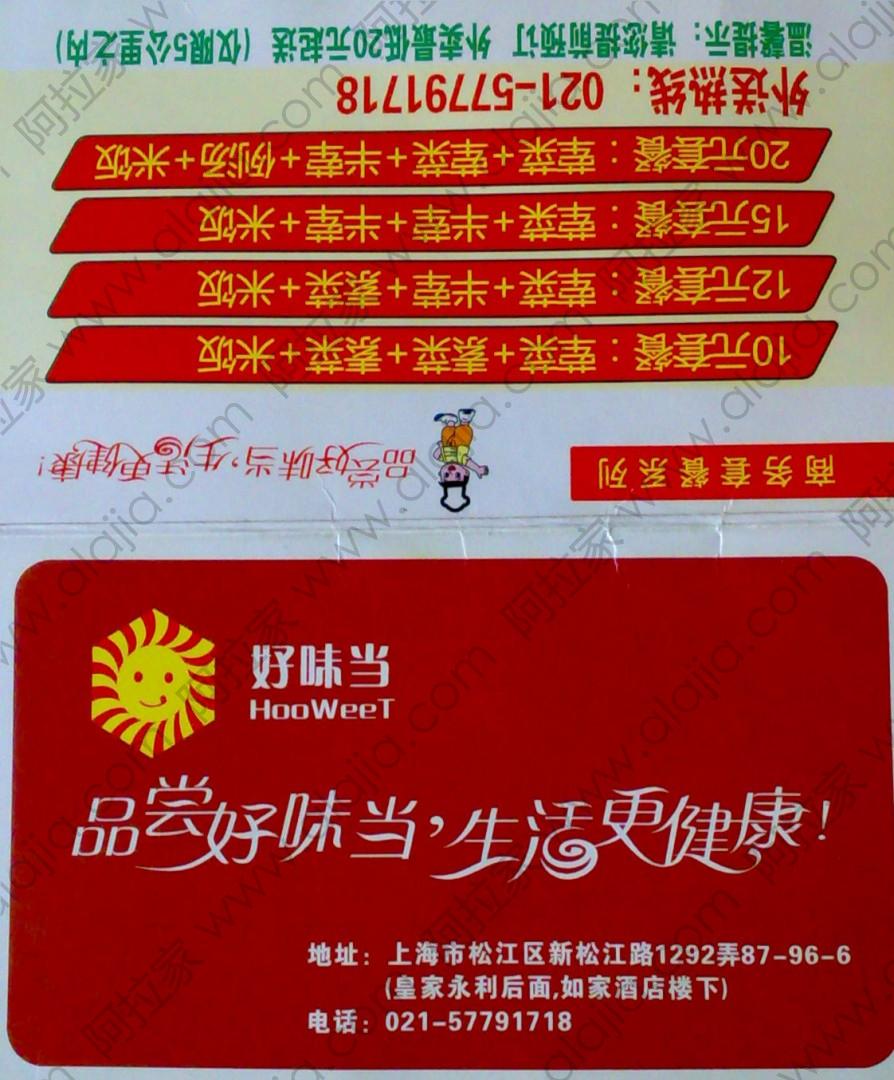 商务套餐系列
品尝好味当,生活更健康!
10元套餐：荤菜+素菜+素菜+米饭
12元套餐：荤菜+半荤+素菜+米饭
15元套餐：荤菜+半荤+半荤+米饭
20元套餐：荤菜+荤菜+半荤+例汤+米饭
外送热线：021-57791718
温馨提示：请您提前预订 外卖最低20元起送（仅限5公里之内）
好味当
HooWeeT
品尝好味当,生活更健康!
地址：上海市松江区新松江路1292弄87-96-6
(皇家永利后面,如家酒店楼下)
电话：021-57791718
阿拉家 www.alajia.com